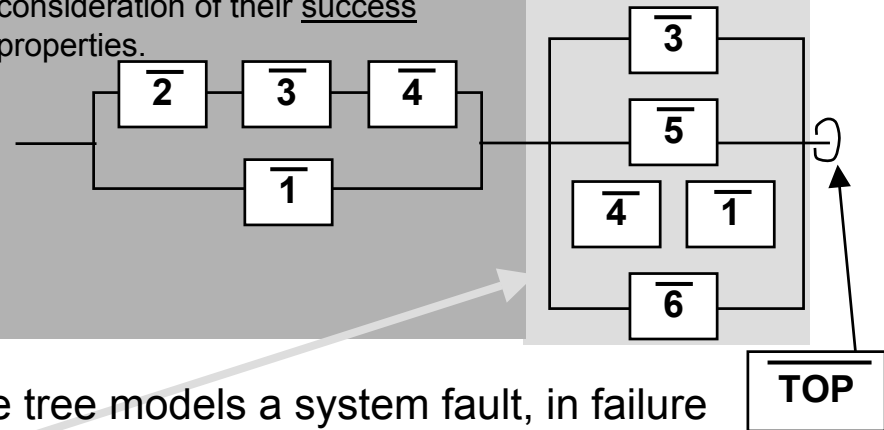 consideration of their success
properties.
3̅
2̅ 3̅ 4̅
5̅
1̅
4̅ 1̅
6̅
T̅O̅P̅
e tree models a system fault, in failure